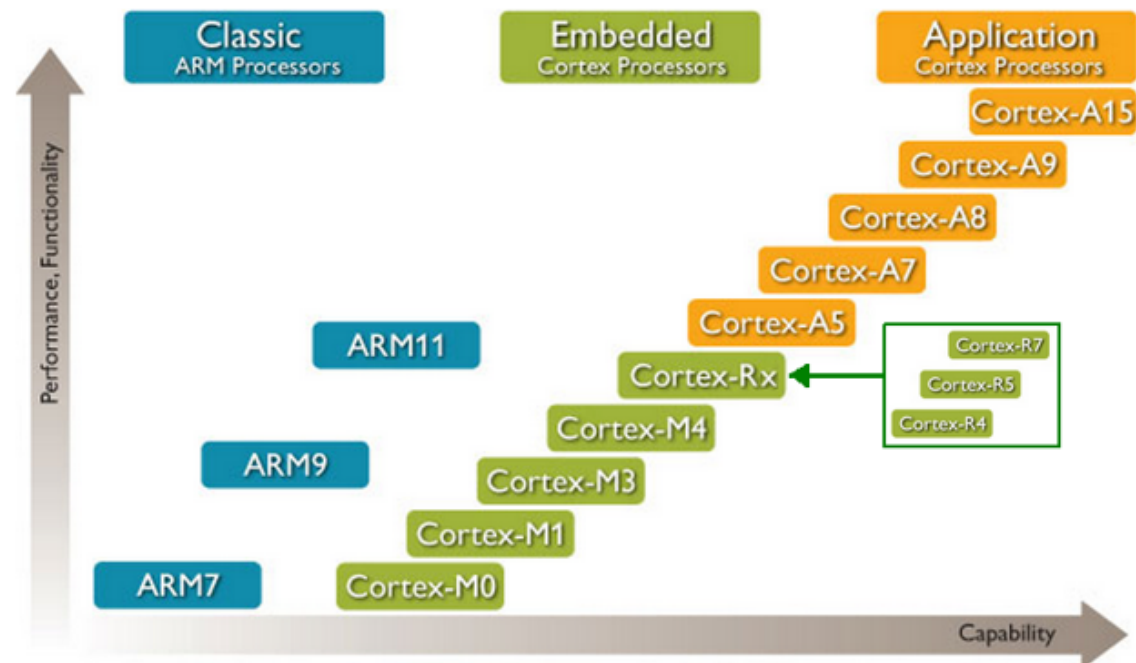 Classic
ARM Processors
Embedded
Cortex Processors
Application
Cortex Processors
Cortex-A15
Cortex-A9
Cortex-A8
Cortex-A7
Cortex-A5
ARM11
Cortex-R7
Cortex-Rx
Cortex-R5
Cortex-M4
Cortex-R4
ARM9
Cortex-M3
Cortex-M1
ARM7
Cortex-M0
Performance, Functionality
Capability